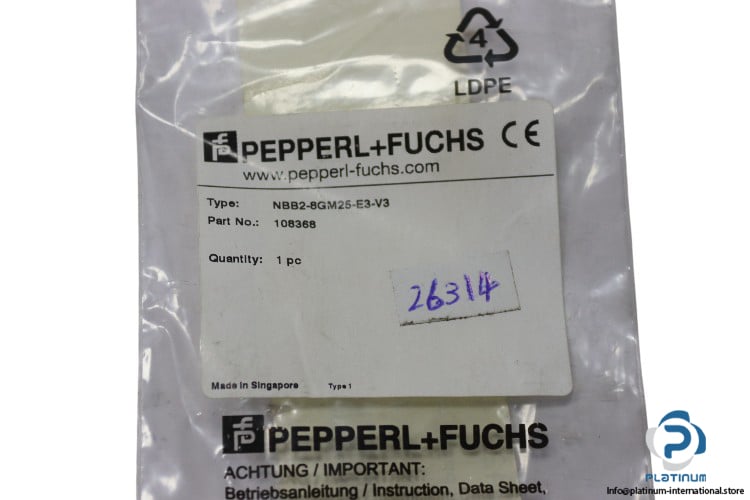 4
LDPE
PEPPERL+FUCHS CE
www.pepperl-fuchs.com
Type: NBB2-8GM25-E3-V3
Part No.: 108368
Quantity: 1 pc
26314
Made in Singapore Type 1
PEPPERL+FUCHS
ACHTUNG / IMPORTANT:
Betriebsanleitung / Instruction, Data Sheet,
PLATINUM
Info@platinum-international.store